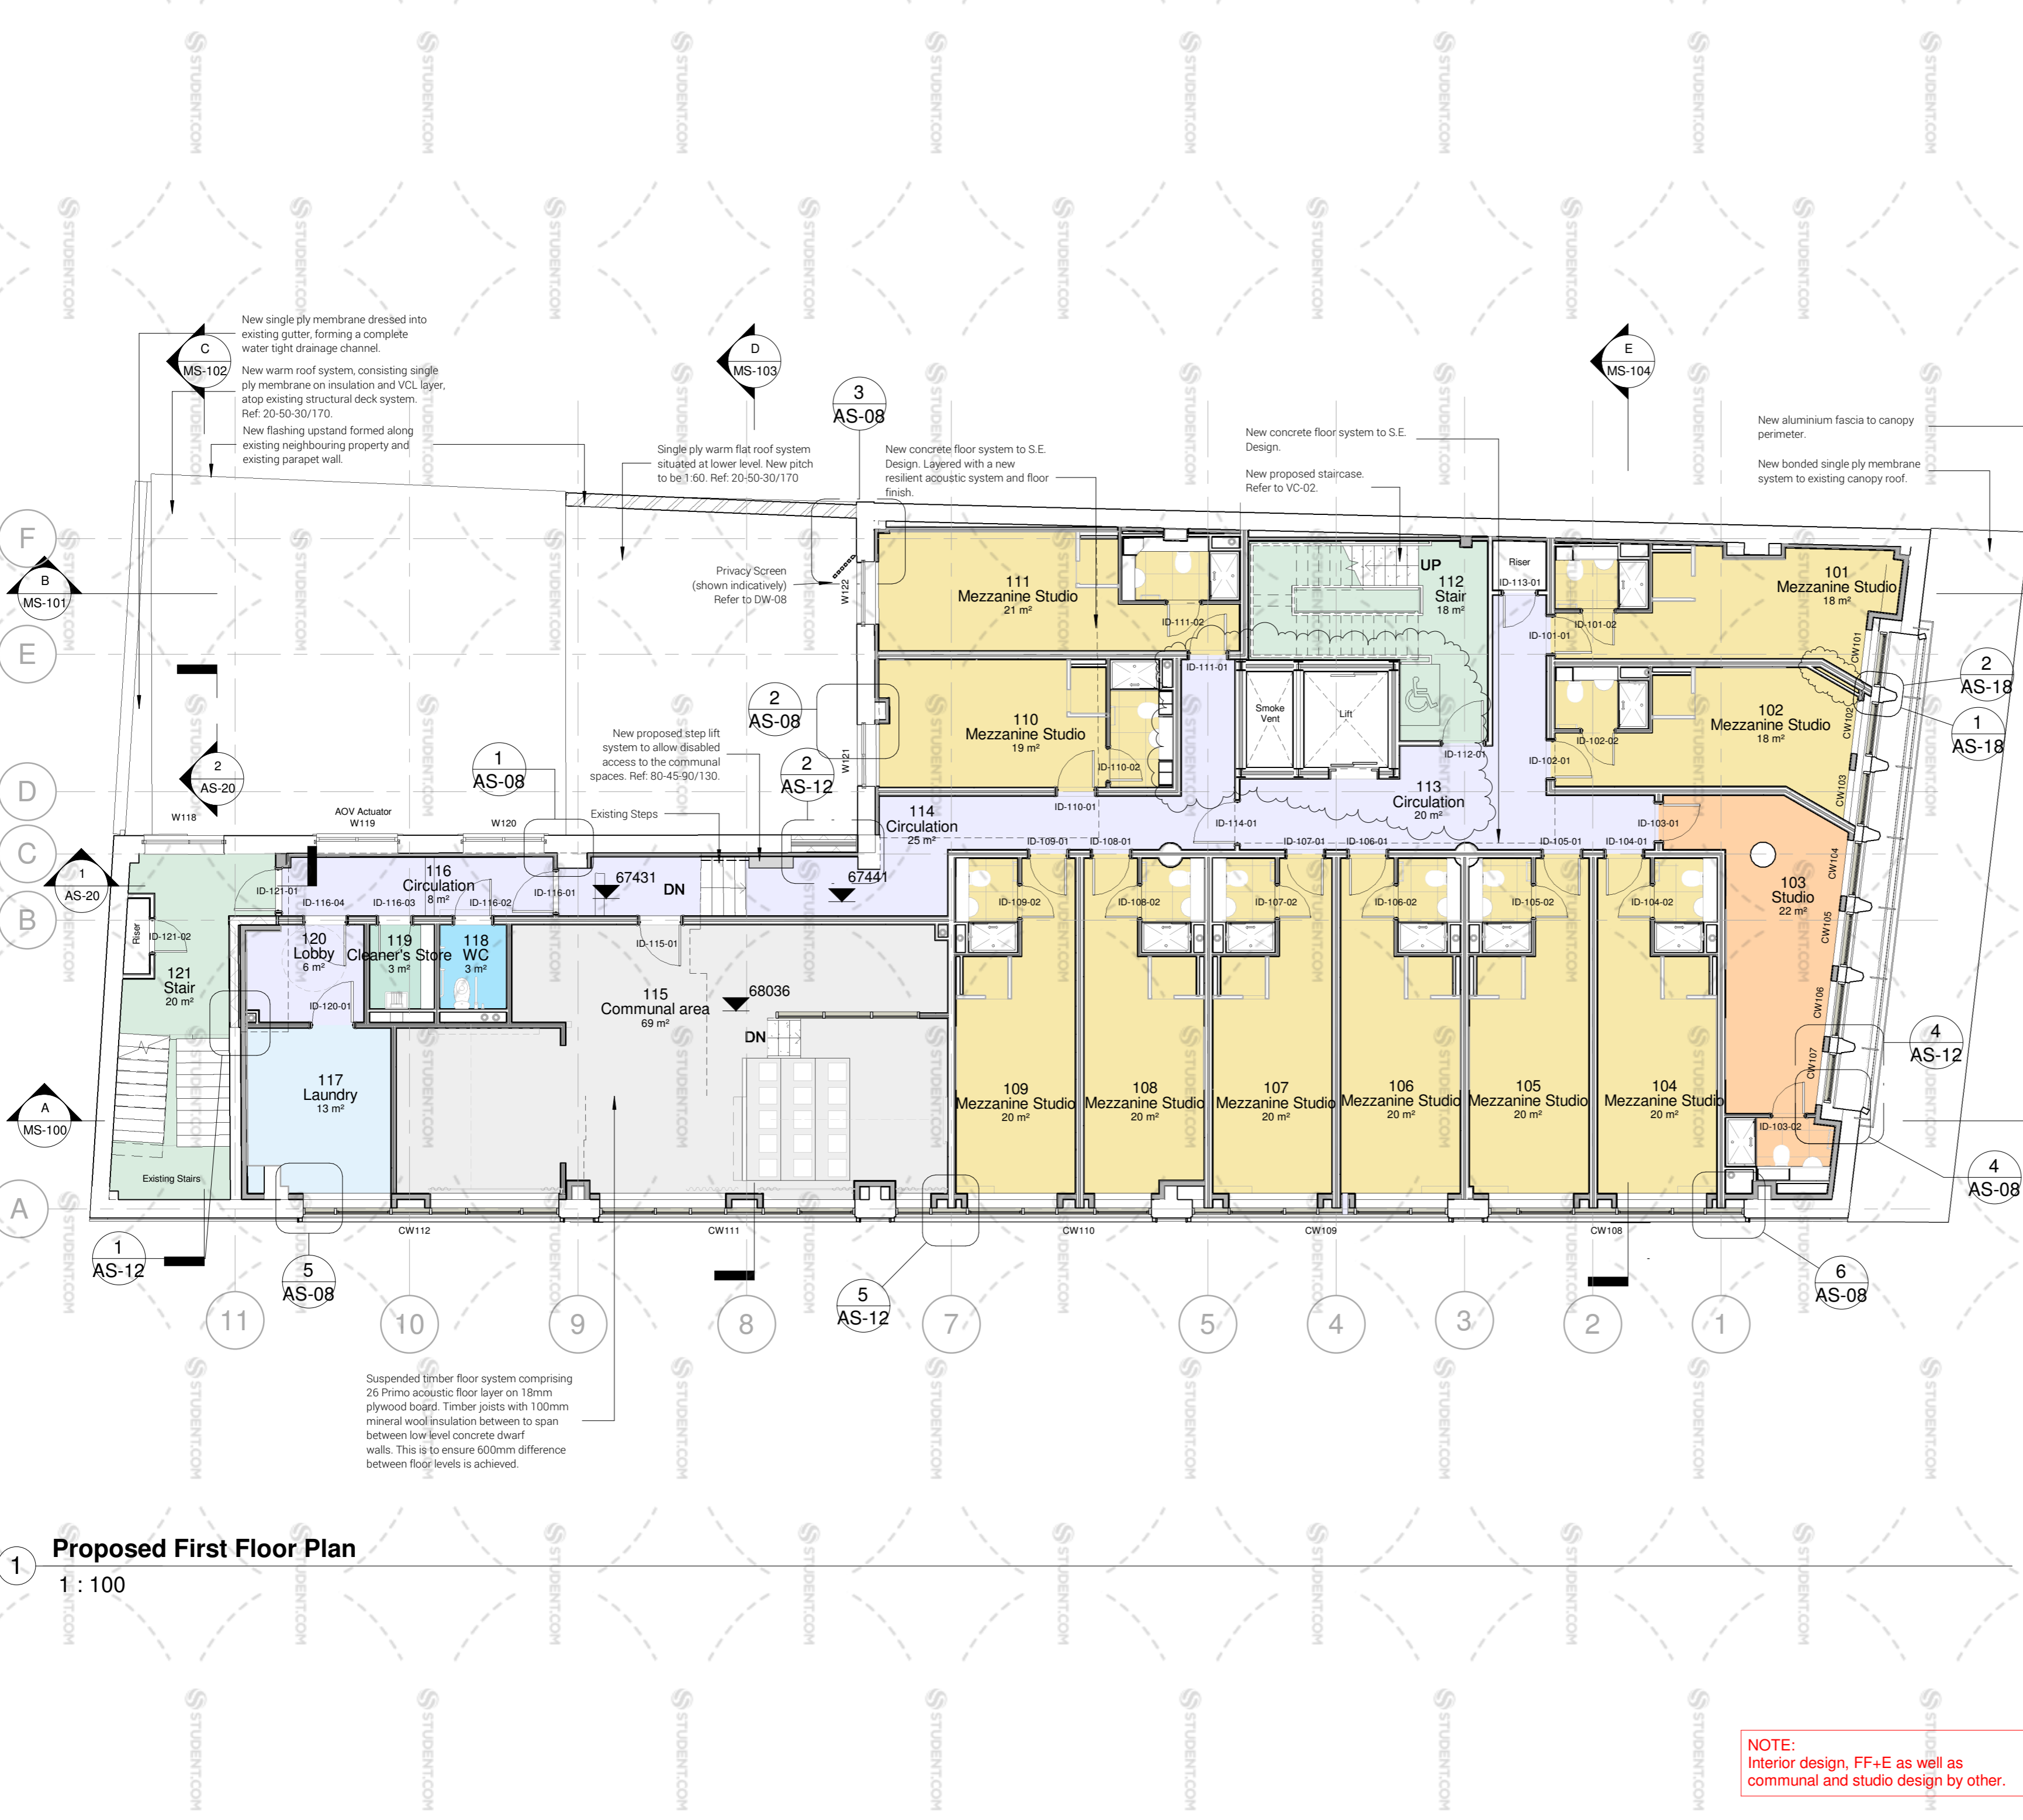 New single ply membrane dressed into
existing gutter, forming a complete
water tight drainage channel.
New warm roof system, consisting single
ply membrane on insulation and VCL layer,
atop existing structural deck system.
Ref: 20-50-30/170.
New flashing upstand formed along
existing neighbouring property and
existing parapet wall.
C
MS-102
D
MS-103
E
MS-104
3
AS-08
Single ply warm flat roof system
situated at lower level. New pitch
to be 1:60. Ref: 20-50-30/170
New concrete floor system to S.E.
Design. Layered with a new
resilient acoustic system and floor
finish.
New concrete floor system to S.E.
Design.
New proposed staircase.
Refer to VC-02.
New aluminium fascia to canopy
perimeter.
New bonded single ply membrane
system to existing canopy roof.
F
B
MS-101
E
D
C
1
AS-20
B
A
MS-100
A
Privacy Screen
(shown indicatively)
Refer to DW-08
W122
111
Mezzanine Studio
21 m²
ID-111-02
ID-111-01
UP
112
Stair
18 m²
Riser
ID-113-01
ID-101-01
ID-101-02
101
Mezzanine Studio
18 m²
CW101
2
AS-18
1
AS-18
2
AS-08
W121
110
Mezzanine Studio
19 m²
ID-110-02
ID-110-01
Smoke
Vent
Lift
ID-112-01
ID-102-01
ID-102-02
102
Mezzanine Studio
18 m²
CW102
CW103
New proposed step lift
system to allow disabled
access to the communal
spaces. Ref: 80-45-90/130.
2
AS-12
1
AS-08
2
AS-20
Existing Steps
W118
AOV Actuator
W119
W120
114
Circulation
25 m²
ID-114-01
113
Circulation
20 m²
ID-103-01
ID-109-01
ID-108-01
ID-107-01
ID-106-01
ID-105-01
ID-104-01
CW104
103
Studio
22 m²
CW105
CW106
CW107
ID-103-02
4
AS-12
4
AS-08
ID-121-01
116
Circulation
8 m²
ID-116-04
ID-116-03
ID-116-02
ID-116-01
67431
DN
67441
ID-109-02
ID-108-02
ID-107-02
ID-106-02
ID-105-02
ID-104-02
Riser
ID-121-02
121
Stair
20 m²
120
Lobby
6 m²
119
Cleaner's Store
3 m²
118
WC
3 m²
ID-115-01
ID-120-01
115
Communal area
69 m²
68036
DN
117
Laundry
13 m²
109
Mezzanine Studio
20 m²
108
Mezzanine Studio
20 m²
107
Mezzanine Studio
20 m²
106
Mezzanine Studio
20 m²
105
Mezzanine Studio
20 m²
104
Mezzanine Studio
20 m²
Existing Stairs
CW112
CW111
CW110
CW109
CW108
1
AS-12
5
AS-08
5
AS-12
6
AS-08
11
10
9
8
7
5
4
3
2
1
Suspended timber floor system comprising
26 Primo acoustic floor layer on 18mm
plywood board. Timber joists with 100mm
mineral wool insulation between to span
between low level concrete dwarf
walls. This is to ensure 600mm difference
between floor levels is achieved.
1
Proposed First Floor Plan
1 : 100
NOTE:
Interior design, FF+E as well as
communal and studio design by other.
STUDENT.COM